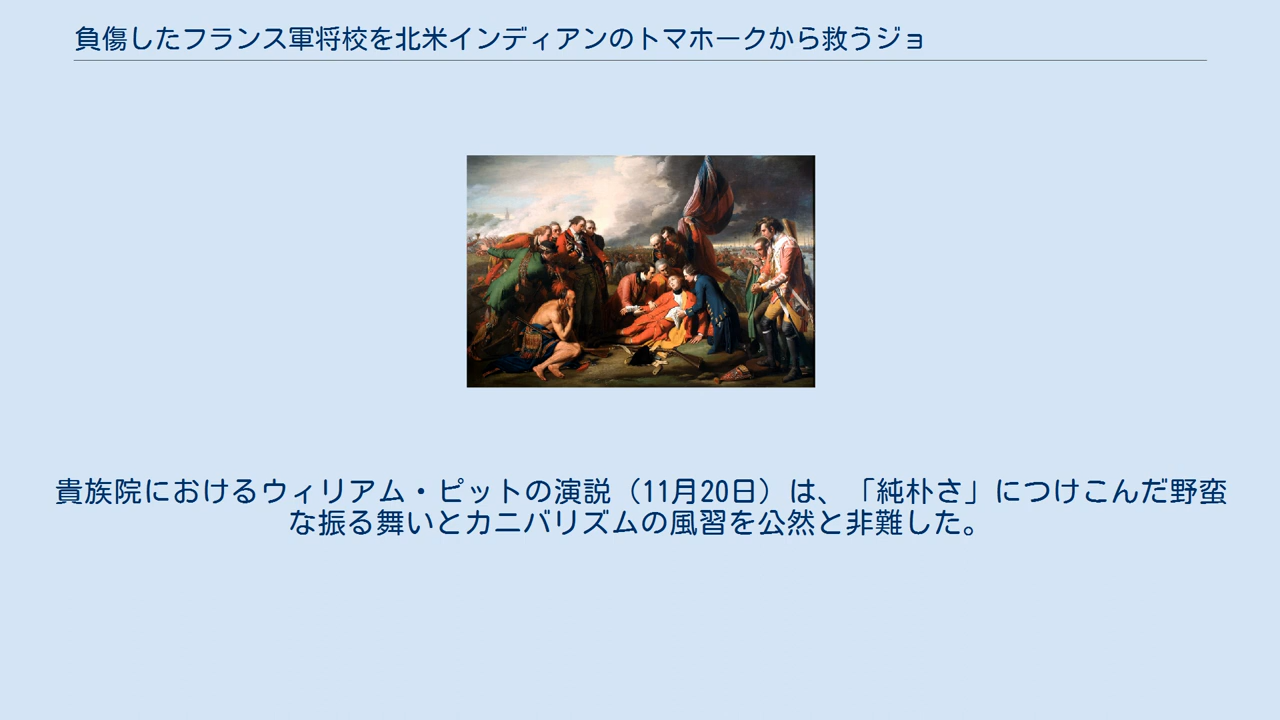 負傷したフランス軍将校を北米インディアンのトマホークから救うジョ
貴族院におけるウィリアム・ピットの演説（11月20日）は、「純朴さ」につけこんだ野蛮
な振る舞いとカニバリズムの風習を公然と非難した。